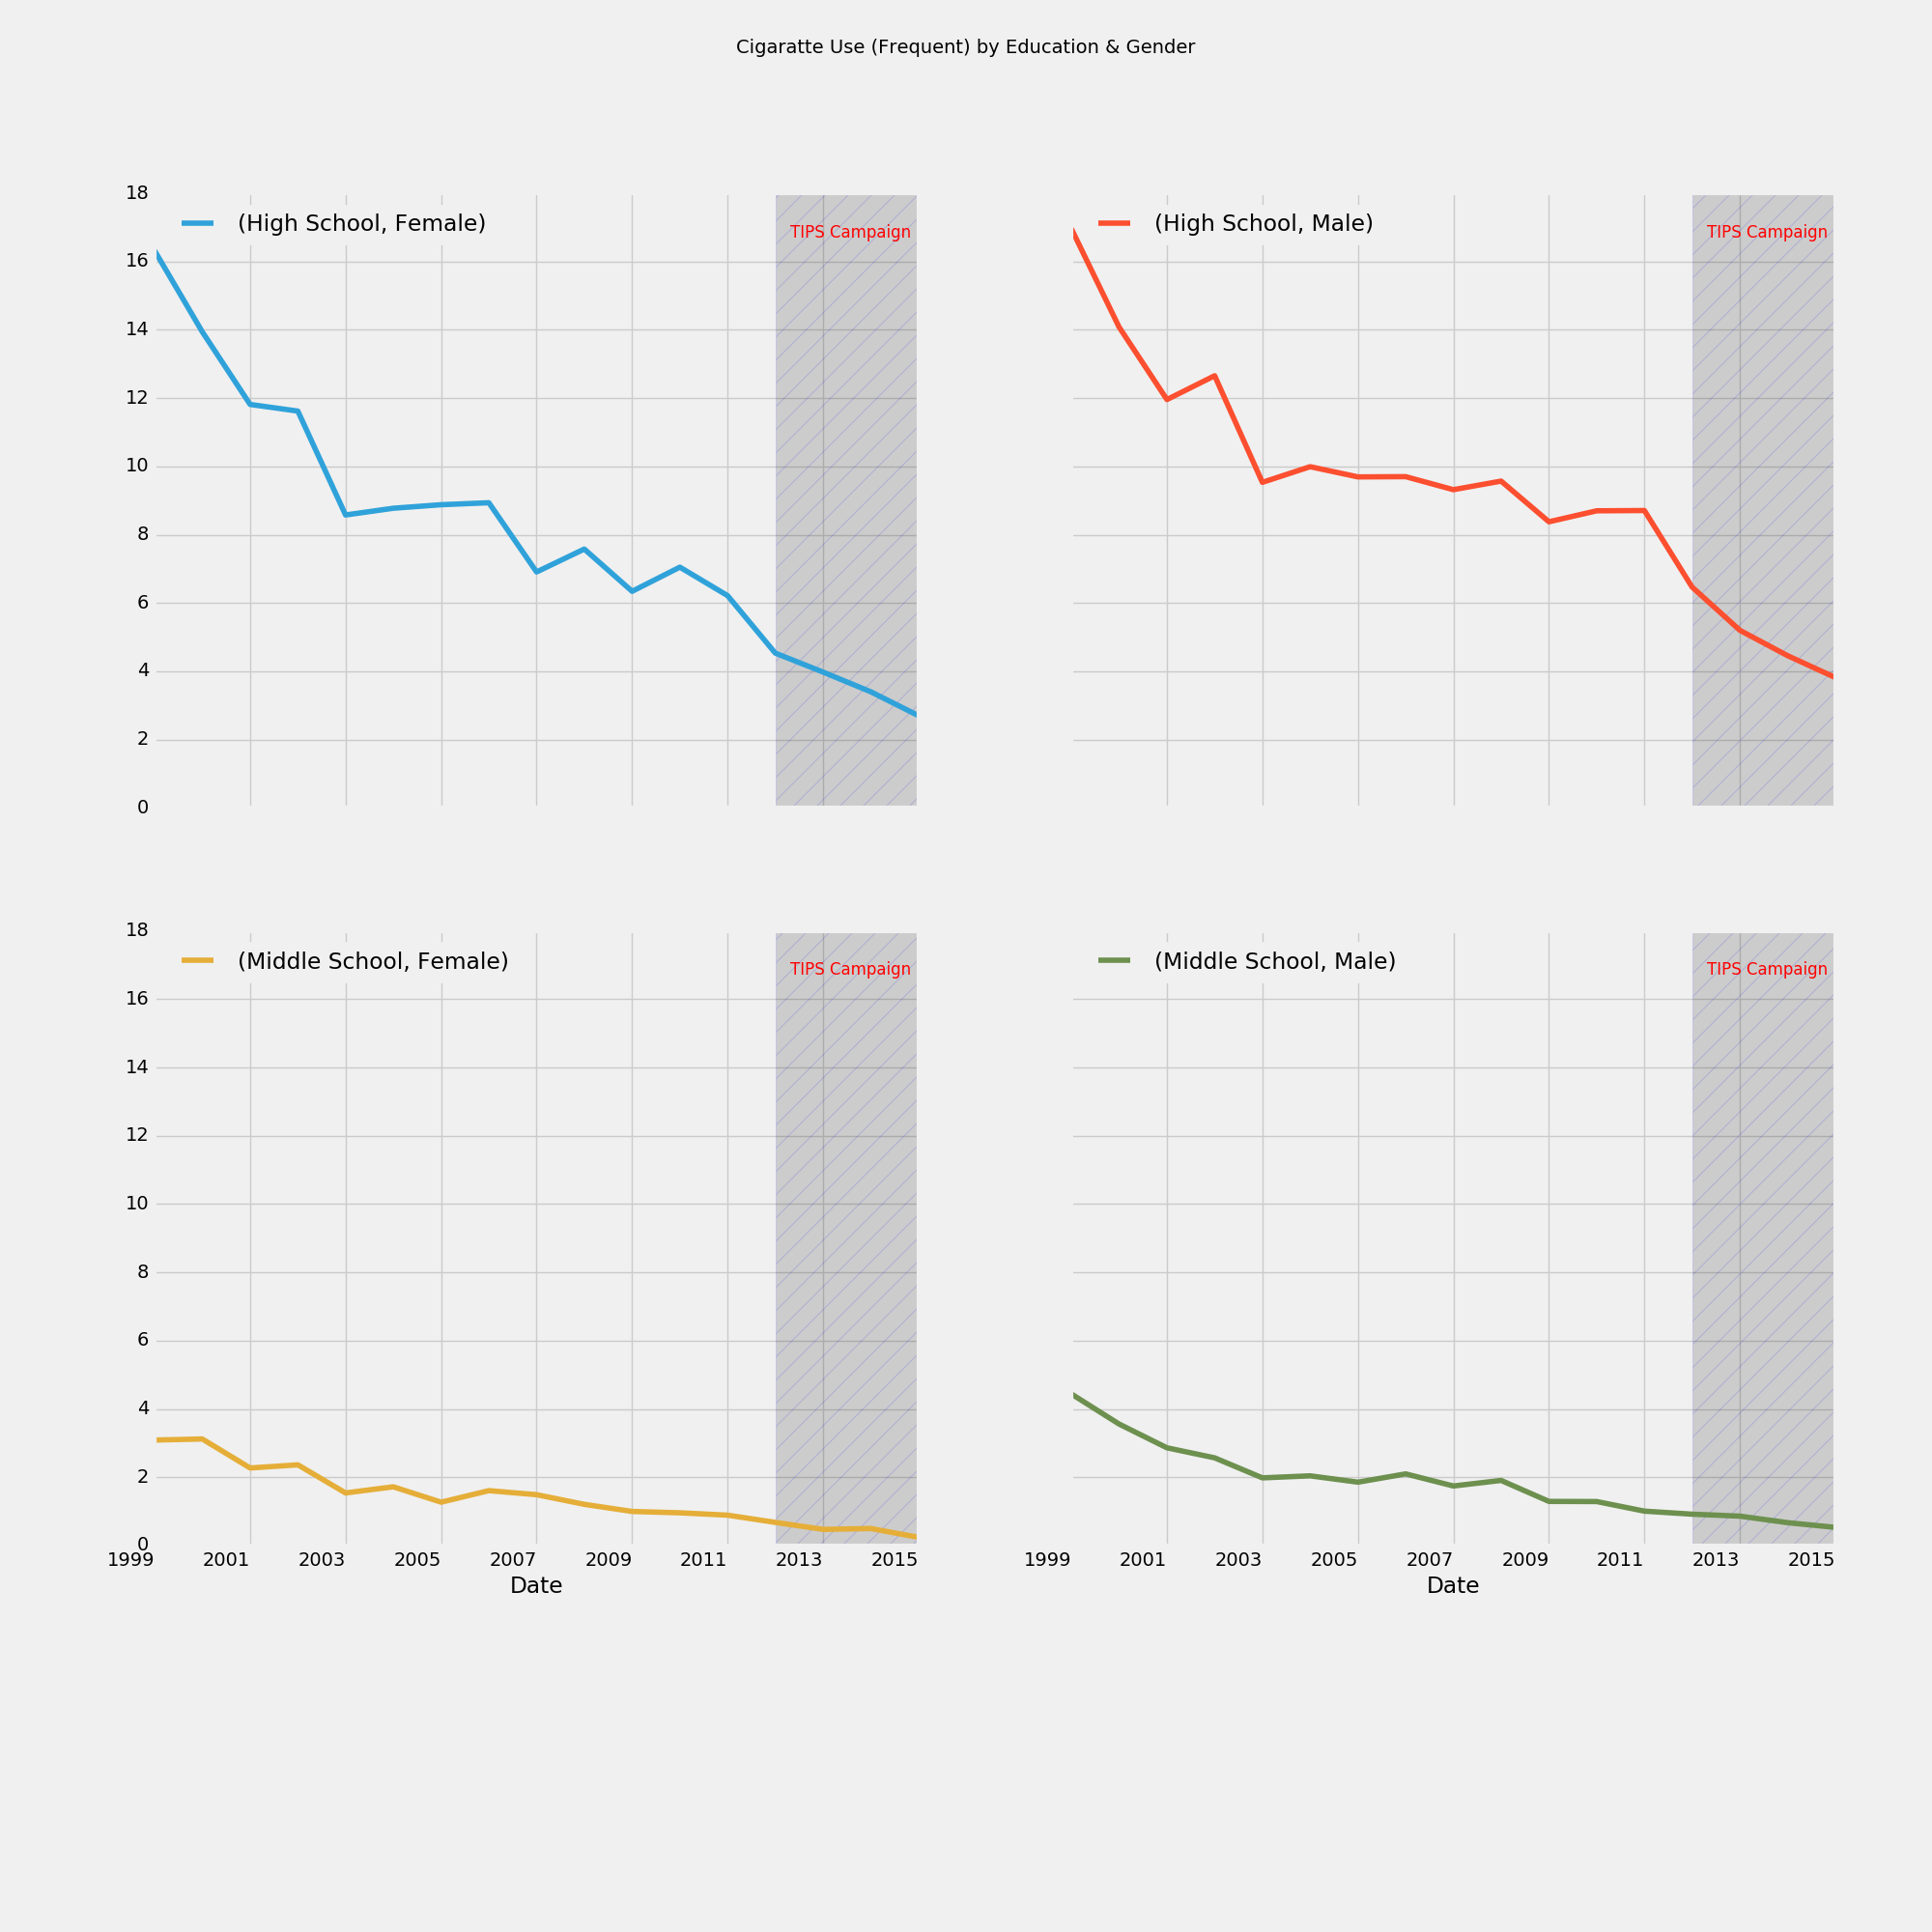 Cigaratte Use (Frequent) by Education & Gender
18
(High School, Female)
TIPS Campaign
16
14
12
10
8
6
4
2
0
(High School, Male)
TIPS Campaign
18
(Middle School, Female)
TIPS Campaign
16
14
12
10
8
6
4
2
0
1999 2001 2003 2005 2007 2009 2011 2013 2015
Date
(Middle School, Male)
TIPS Campaign
1999 2001 2003 2005 2007 2009 2011 2013 2015
Date